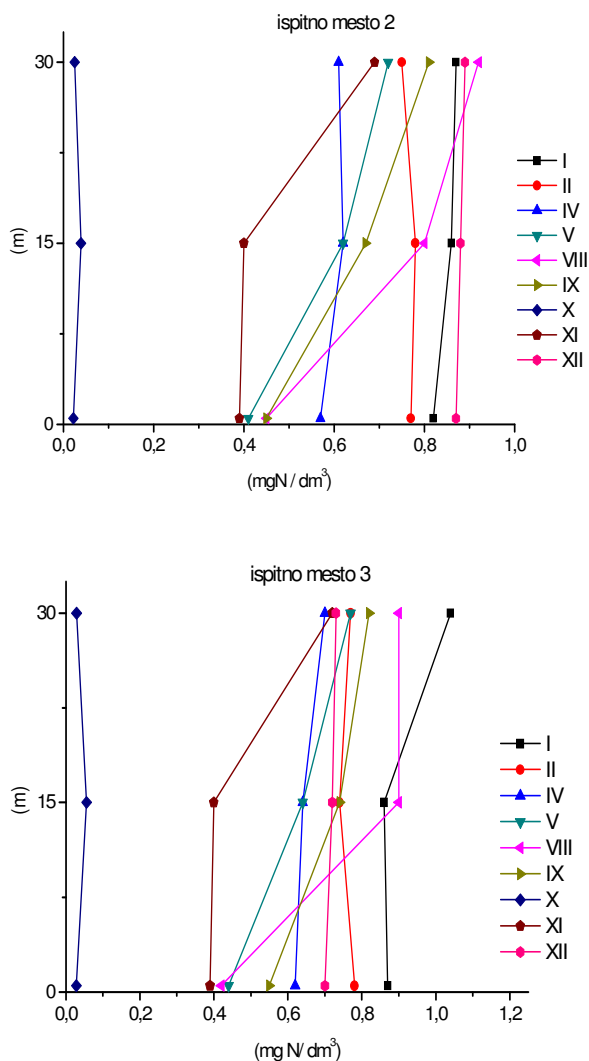 ispitno mesto 2
30
15
0
(m)
0,0 0,2 0,4 0,6 0,8 1,0
(mgN / dm³)
I
II
IV
V
VIII
IX
X
XI
XII
ispitno mesto 3
30
15
0
(m)
0,0 0,2 0,4 0,6 0,8 1,0 1,2
(mg N/ dm³)
I
II
IV
V
VIII
IX
X
XI
XII